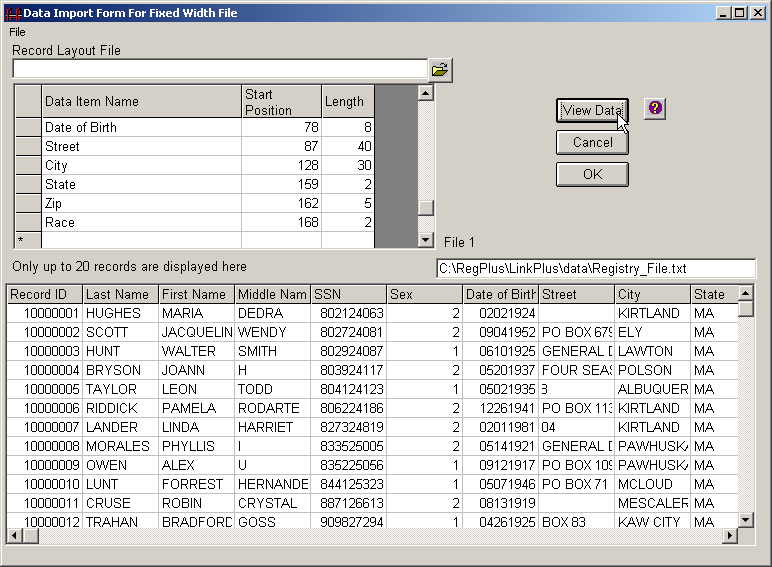 Data Import Form For Fixed Width File
File
Record Layout File
Data Item Name Start Position Length
Date of Birth 78 8
Street 87 40
City 128 30
State 159 2
Zip 162 5
Race 168 2
*
View Data ?
Cancel
OK
File 1
Only up to 20 records are displayed here
C:\RegPlus\LinkPlus\data\Registry_File.txt
Record ID Last Name First Name Middle Nam SSN Sex Date of Birth Street City State
10000001 HUGHES MARIA DEDRA 802124063 2 02021924 KIRTLAND MA
10000002 SCOTT JACQUELIN WENDY 802724081 2 09041952 PO BOX 679 ELY MA
10000003 HUNT WALTER SMITH 802924087 1 06101925 GENERAL D LAWTON MA
10000004 BRYSON JOANN H 803924117 2 05201937 FOUR SEAS POLSON MA
10000005 TAYLOR LEON TODD 804124123 1 05021935 3 ALBUQUER MA
10000006 RIDDICK PAMELA RODARTE 806224186 2 12261941 PO BOX 113 KIRTLAND MA
10000007 LANDER LINDA HARRIET 827324819 2 02011981 04 KIRTLAND MA
10000008 MORALES PHYLLIS I 833525005 2 05141921 GENERAL D PAWHUSKA MA
10000009 OWEN ALEX U 835225056 1 09121917 PO BOX 109 PAWHUSKA MA
10000010 LUNT FORREST HERNANDE 844125323 1 05071946 PO BOX 71 MCLOUD MA
10000011 CRUSE ROBIN CRYSTAL 887126613 2 08131919 MESCALER MA
10000012 TRAHAN BRADFORD GOSS 909827294 1 04261925 BOX 83 KAW CITY MA